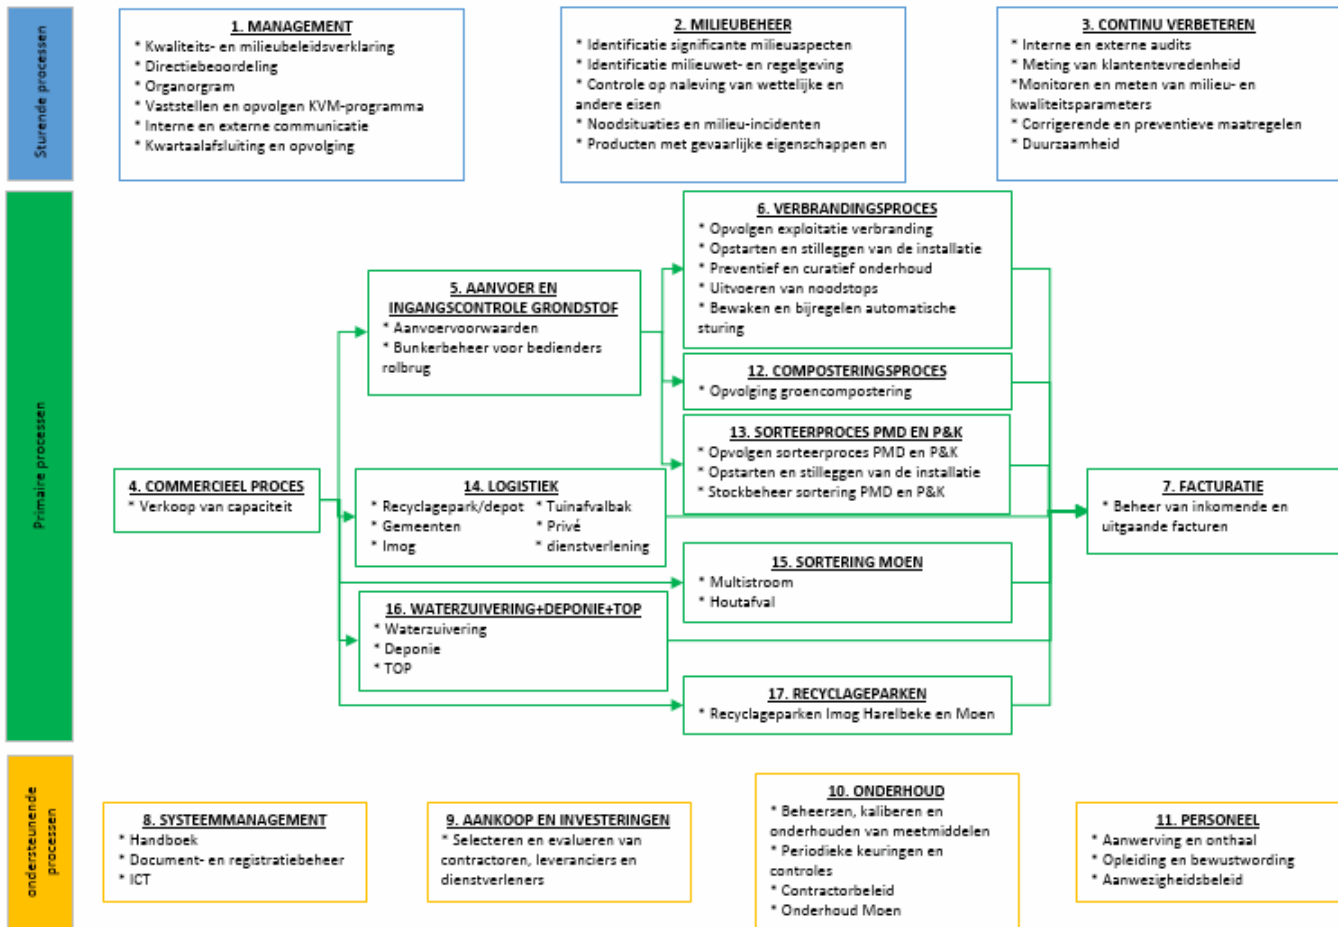 Sturende processen
1. MANAGEMENT
* Kwaliteits- en milieubeleidsverklaring
* Directiebeoordeling
* Organorgram
* Vaststellen en opvolgen KVM-programma
* Interne en externe communicatie
* Kwartaalafsluiting en opvolging
2. MILIEUBEHEER
* Identificatie significante milieuaspecten
* Identificatie milieuwet- en regelgeving
* Controle op naleving van wettelijke en
andere eisen
* Noodsituaties en milieu-incidenten
* Producten met gevaarlijke eigenschappen en
3. CONTINU VERBETEREN
* Interne en externe audits
* Meting van klantentevredenheid
*Monitoren en meten van milieu- en
kwaliteitsparameters
* Corrigerende en preventieve maatregelen
* Duurzaamheid
Primaire processen
4. COMMERCIEEL PROCES
* Verkoop van capaciteit
5. AANVOER EN
INGANGSCONTROLE GRONDSTOF
* Aanvoervoorwaarden
* Bunkerbeheer voor bedienders
rolbrug
6. VERBRANDINGSPROCES
* Opvolgen exploitatie verbranding
* Opstarten en stilleggen van de installatie
* Preventief en curatief onderhoud
* Uitvoeren van noodstops
* Bewaken en bijregelen automatische
sturing
12. COMPOSTERINGSPROCES
* Opvolging groencompostering
13. SORTEERPROCES PMD EN P&K
* Opvolgen sorteerproces PMD en P&K
* Opstarten en stilleggen van de installatie
* Stockbeheer sortering PMD en P&K
14. LOGISTIEK
* Recyclagepark/depot * Tuinafvalbak
* Gemeenten * Privé
* Imog * dienstverlening
15. SORTERING MOEN
* Multistroom
* Houtafval
16. WATERZUIVERING+DEPONIE+TOP
* Waterzuivering
* Deponie
* TOP
17. RECYCLAGEPARKEN
* Recyclageparken Imog Harelbeke en Moen
7. FACTURATIE
* Beheer van inkomende en
uitgaande facturen
ondersteunende
processen
8. SYSTEEMMANAGEMENT
* Handboek
* Document- en registratiebeheer
* ICT
9. AANKOOP EN INVESTERINGEN
* Selecteren en evalueren van
contractoren, leveranciers en
dienstverleners
10. ONDERHOUD
* Beheersen, kaliberen en
onderhouden van meetmiddelen
* Periodieke keuringen en
controles
* Contractorbeleid
* Onderhoud Moen
11. PERSONEEL
* Aanwerving en onthaal
* Opleiding en bewustwording
* Aanwezigheidsbeleid